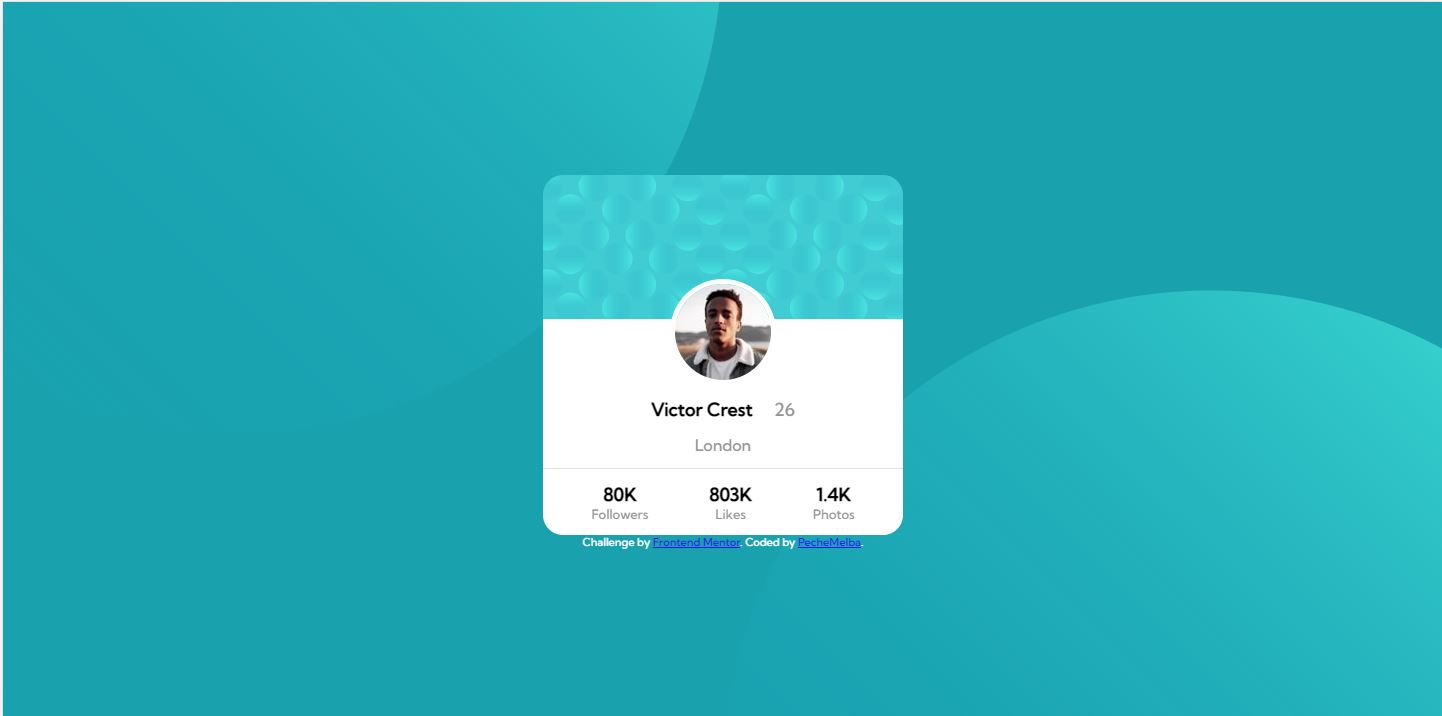 Victor Crest 26
London
80K 803K 1.4K
Followers Likes Photos
Challenge by Frontend Mentor. Coded by PecheMelba.